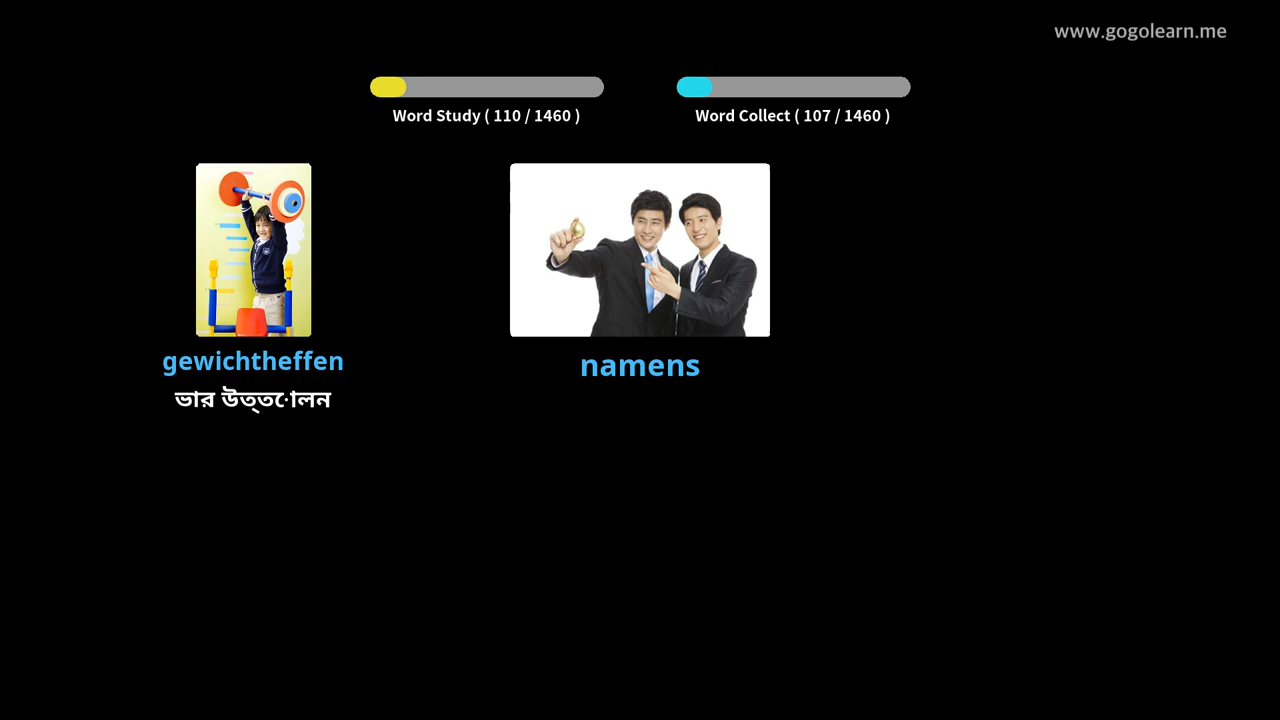 www.gogolearn.me
Word Study ( 110 / 1460 )
Word Collect ( 107 / 1460 )
gewichtheffen
namens
ভার উত্তোলন